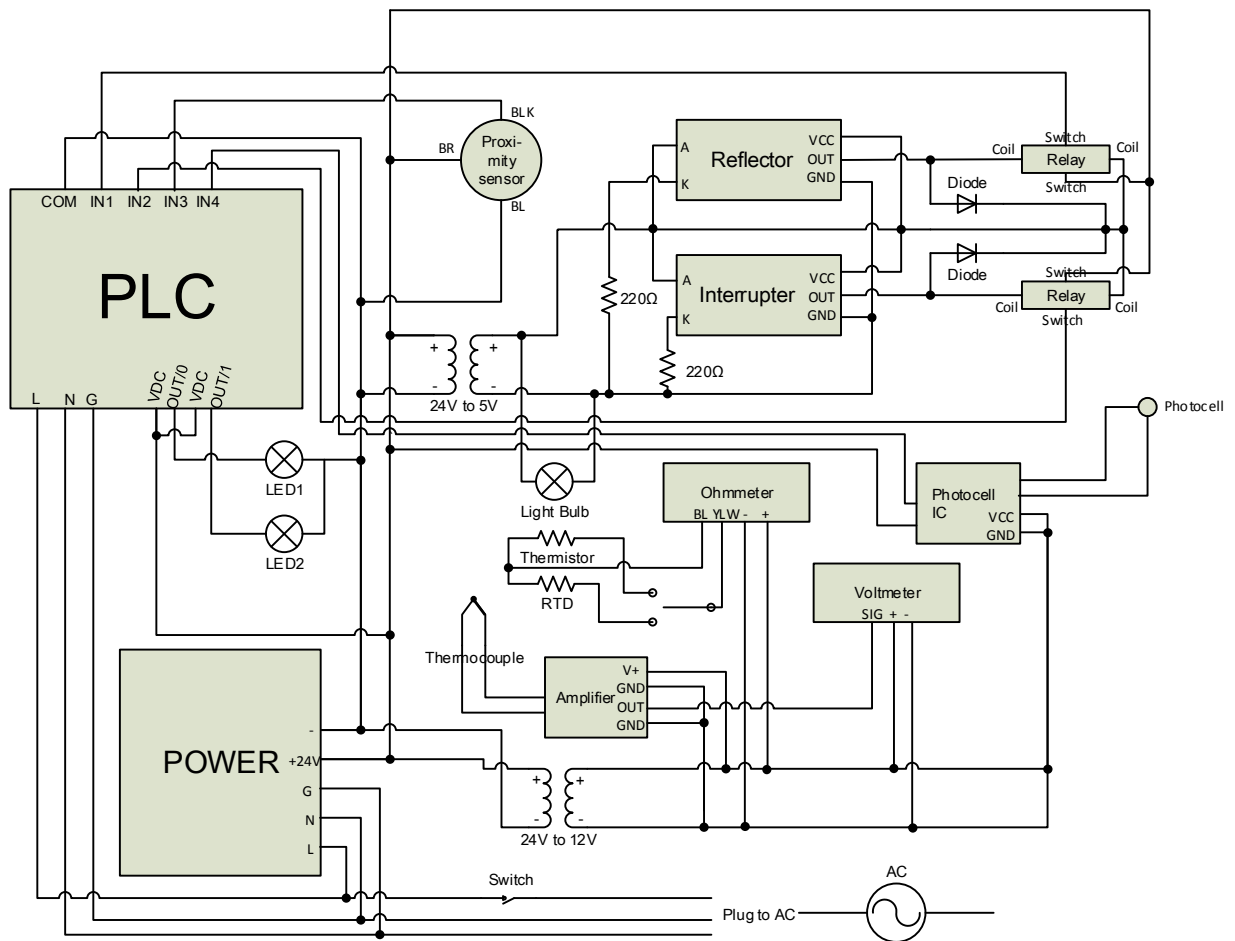 BLK
BR
Proxi-
mity
sensor
BL
A
K
Reflector
VCC
OUT
GND
Coil
Switch
Relay
Coil
Switch
Diode
COM IN1 IN2 IN3 IN4
PLC
VDC
OUT/0
VDC
OUT/1
L N G
220Ω
A
K
Interrupter
VCC
OUT
GND
Diode
Switch
Relay
Coil
Coil
Switch
220Ω
+ -
+ -
24V to 5V
Photocell
LED1
LED2
Light Bulb
Ohmmeter
BL YLW - +
Photocell
IC
VCC
GND
Thermistor
RTD
Voltmeter
SIG + -
Thermocouple
Amplifier
V+
GND
OUT
GND
POWER
-
+24V
G
N
L
+ -
+ -
24V to 12V
Switch
AC
Plug to AC